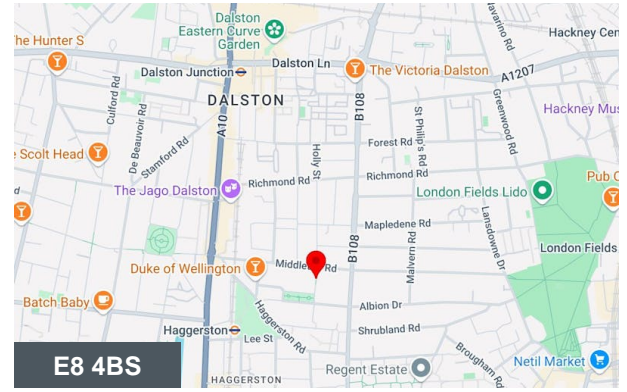 The Hunter S
Dalston
Eastern Curve
Garden
Navarino Rd
Hackney Cen
Culford Rd
Dalston Junction
Dalston Ln
The Victoria Dalston
A1207
DALSTON
De Beauvoir Rd
A10
B108
St Philip's Rd
Greenwood Rd
Hackney Mus
Stamford Rd
Holly St
Forest Rd
e Scolt Head
Richmond Rd
Richmond Rd
The Jago Dalston
London Fields Lido
Pub O
Mapledene Rd
Lansdowne Dr
B108
Malvern Rd
London Fields
Duke of Wellington
Middleton Rd
Batch Baby
Haggerston Rd
Albion Dr
Haggerston
Lee St
Shrubland Rd
Brougham Rd
Netil Market
Regent Estate
E8 4BS
HAGGERSTON